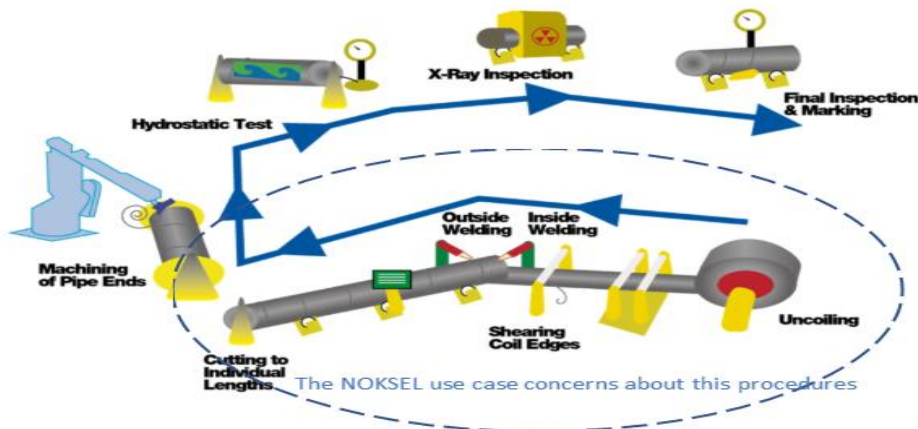 X-Ray Inspection
Hydrostatic Test
Final Inspection
& Marking
Outside
Welding
Inside
Welding
Machining
of Pipe Ends
Shearing
Coil Edges
Uncoiling
Cutting to
Individual
Lengths
The NOKSEL use case concerns about this procedures